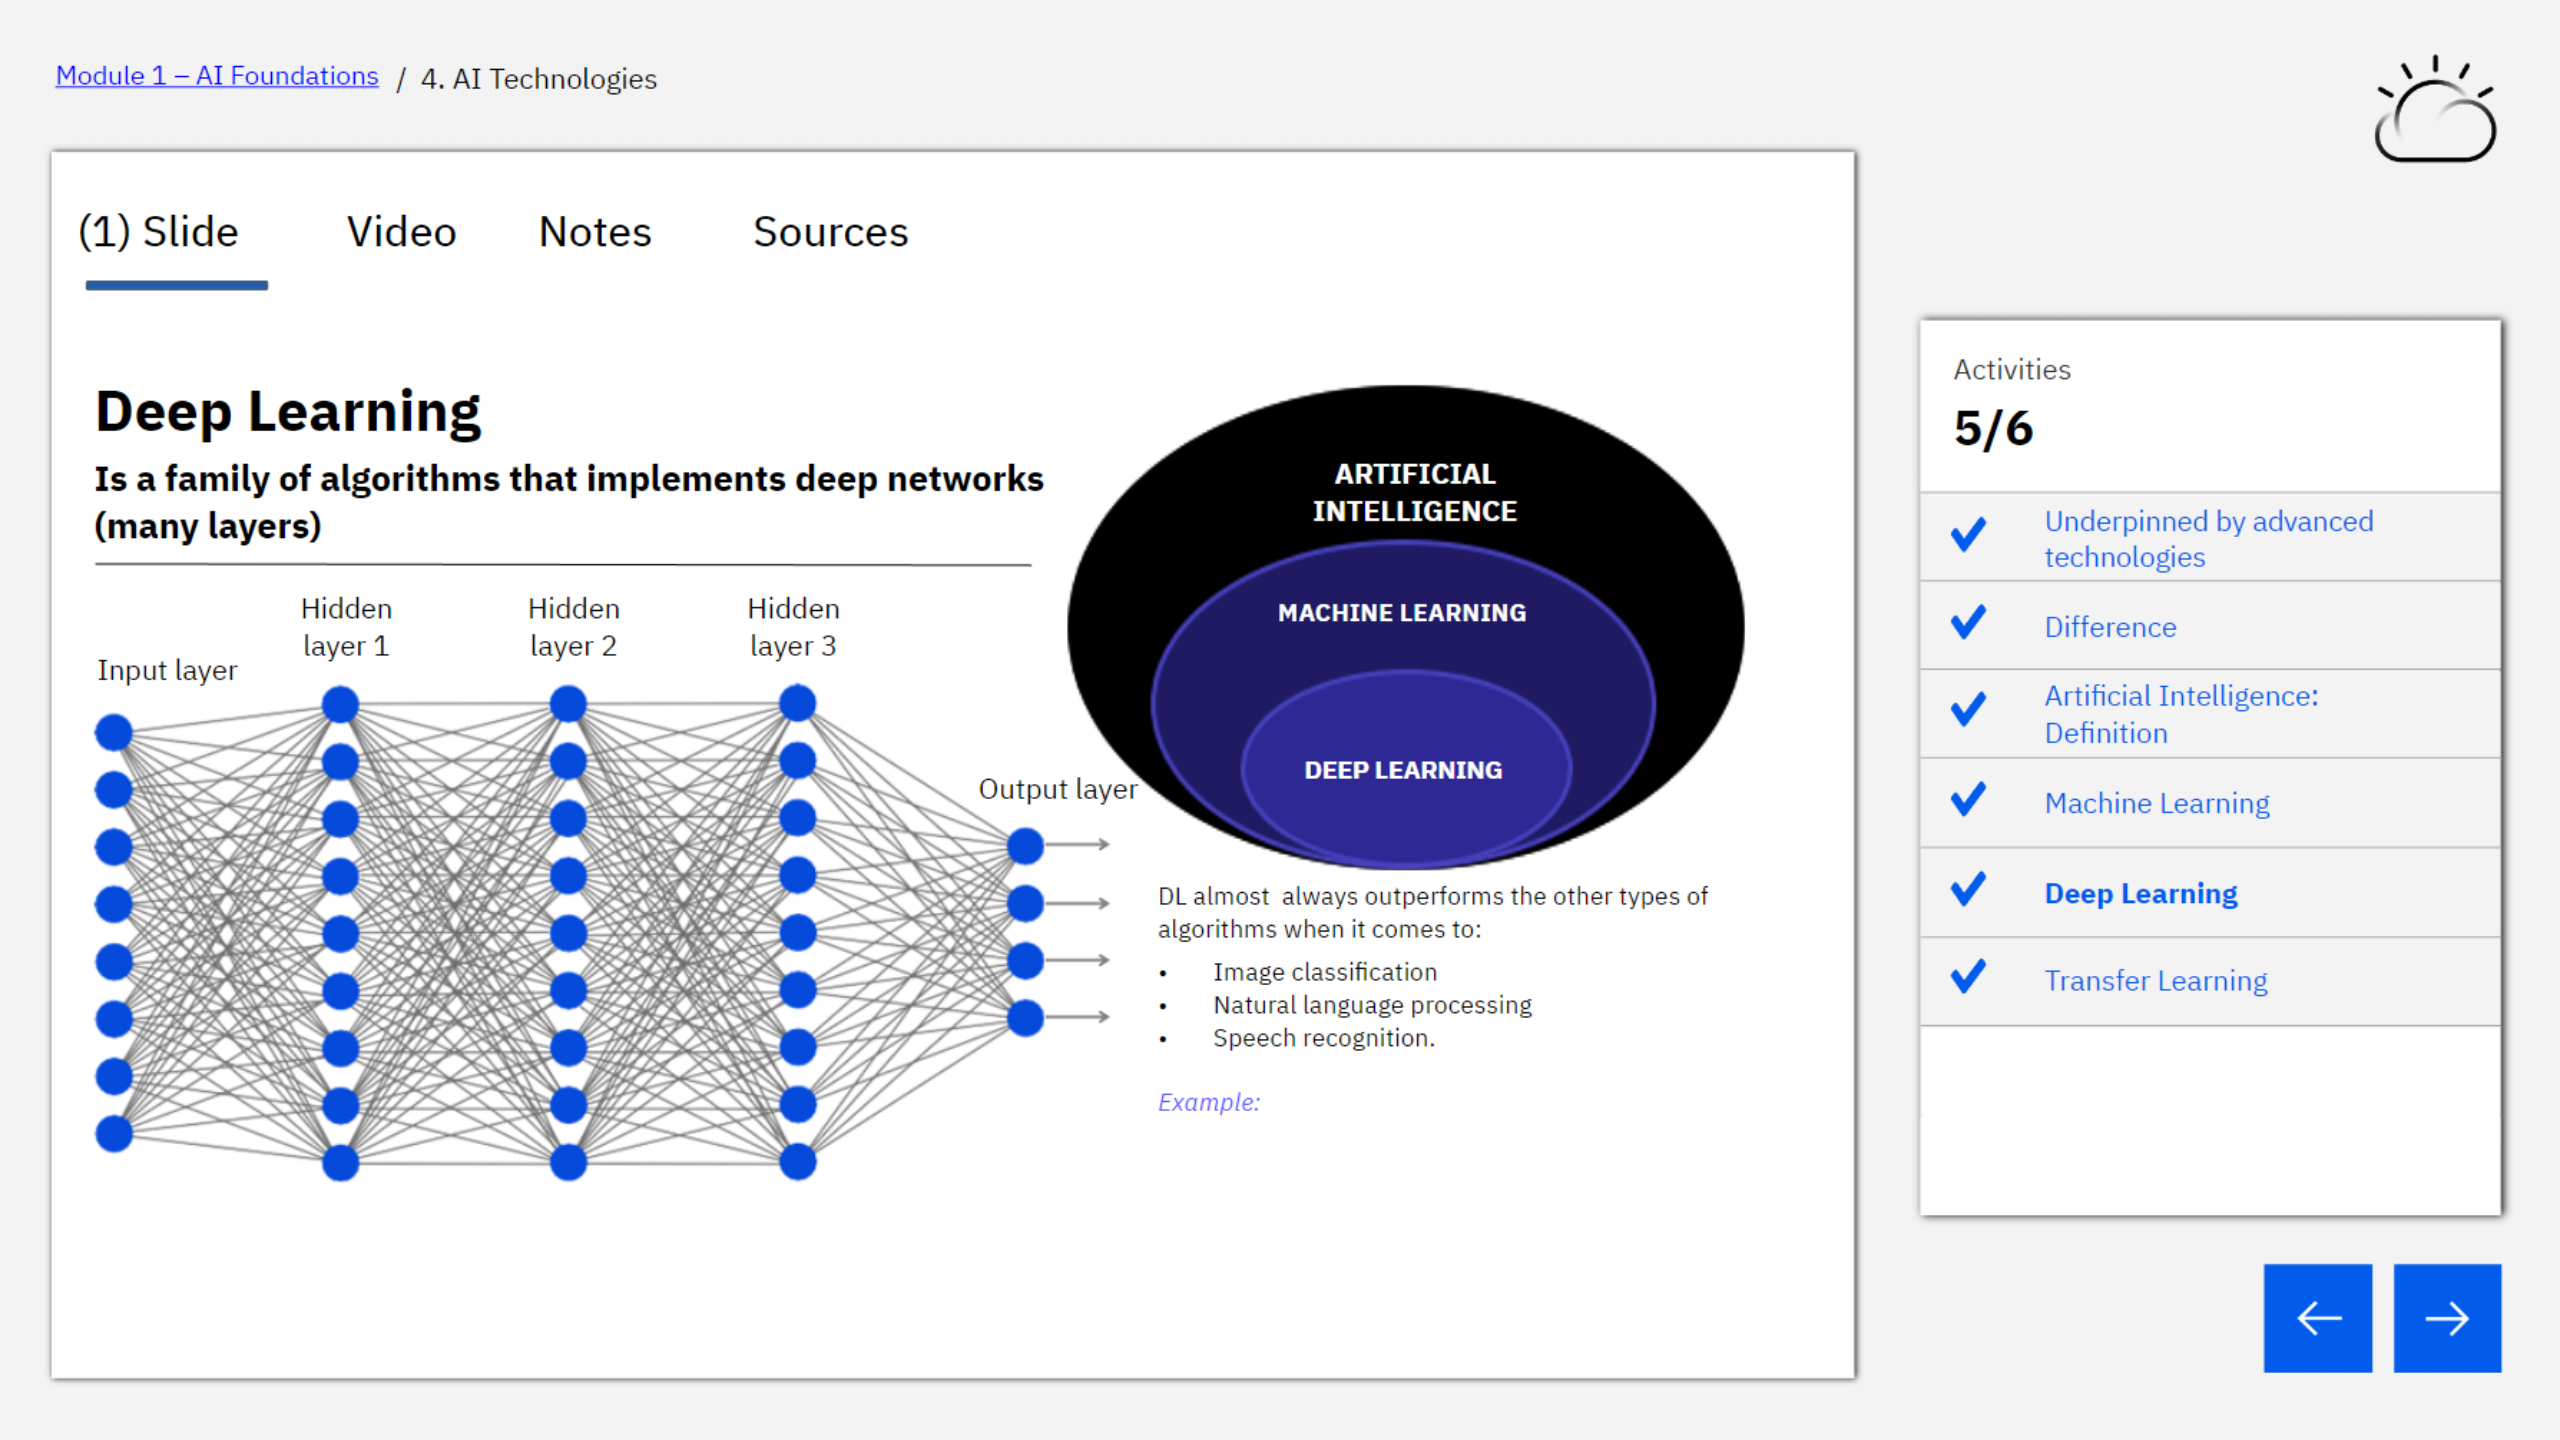 Module 1 – AI Foundations / 4. AI Technologies
(1) Slide Video Notes Sources
Deep Learning
Is a family of algorithms that implements deep networks
(many layers)
Input layer
Hidden
layer 1
Hidden
layer 2
Hidden
layer 3
Output layer
ARTIFICIAL
INTELLIGENCE
MACHINE LEARNING
DEEP LEARNING
DL almost  always outperforms the other types of
algorithms when it comes to:
• Image classification
• Natural language processing
• Speech recognition.
Example:
Activities
5/6
Underpinned by advanced
technologies
Difference
Artificial Intelligence:
Definition
Machine Learning
Deep Learning
Transfer Learning